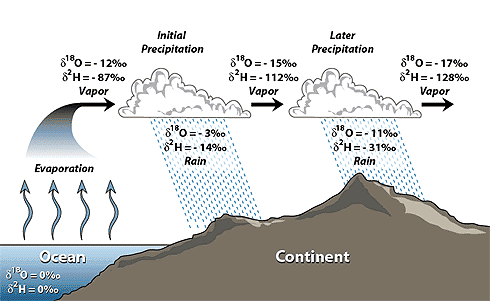 Initial
Precipitation
Later
Precipitation
δ¹⁸O = - 12‰
δ²H = - 87‰
Vapor
δ¹⁸O = - 15‰
δ²H = - 112‰
Vapor
δ¹⁸O = - 17‰
δ²H = - 128‰
Vapor
δ¹⁸O = - 3‰
δ²H = - 14‰
Rain
δ¹⁸O = - 11‰
δ²H = - 31‰
Rain
Evaporation
Ocean
δ¹⁸O = 0‰
δ²H = 0‰
Continent